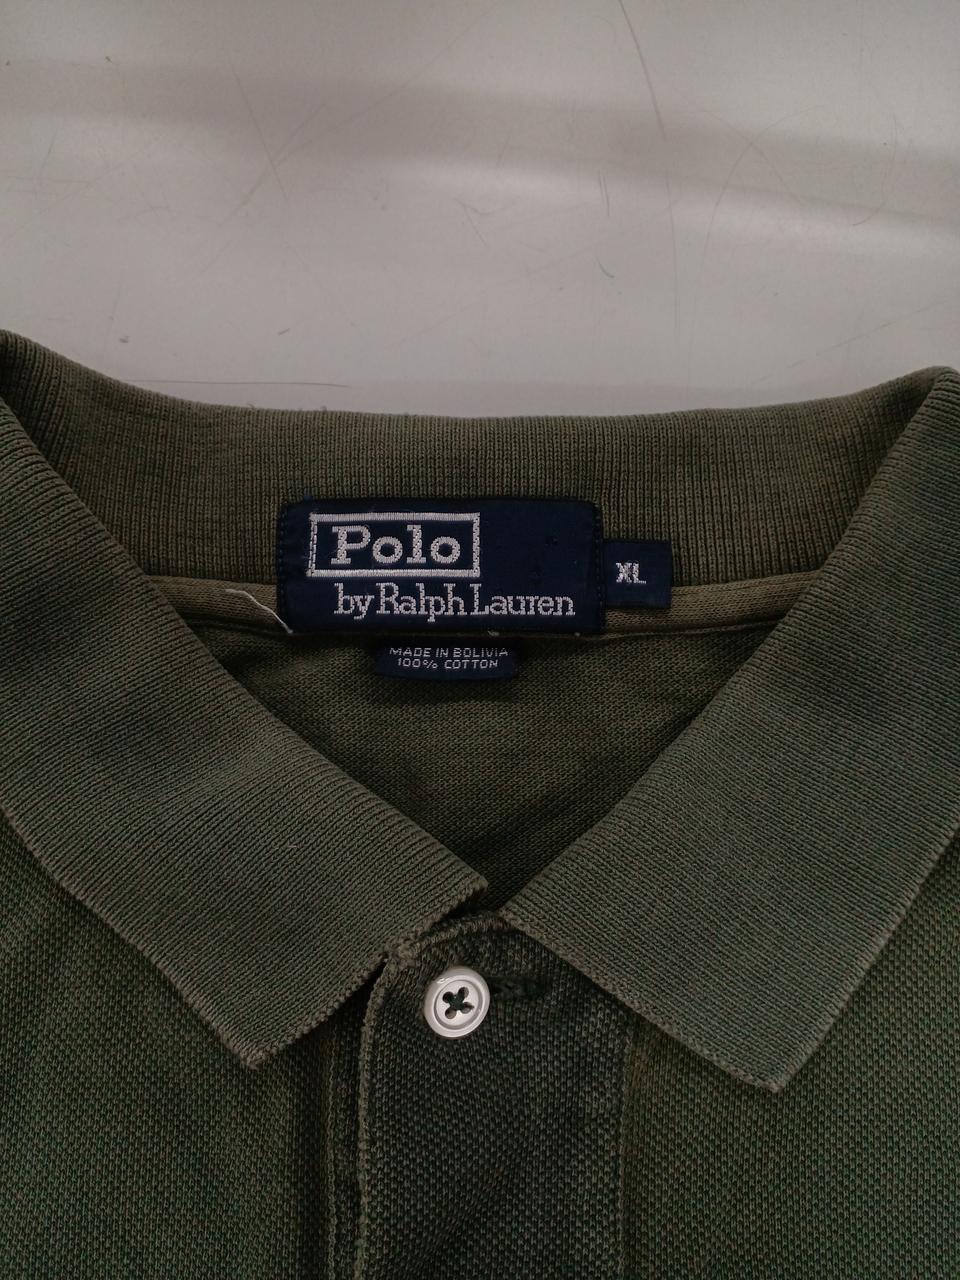 Polo
by Ralph Lauren
XL
MADE IN BOLIVIA
100% COTTON